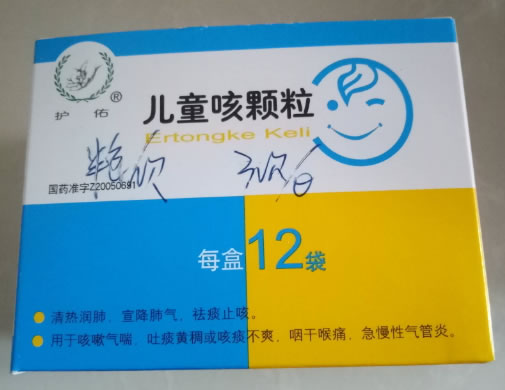 护佑®
儿童咳颗粒
Ertongke Keli
国药准字Z20050691
每盒12袋
清热润肺，宣降肺气，祛痰止咳。
用于咳嗽气喘，吐痰黄稠或咳痰不爽，咽干喉痛，急慢性气管炎。